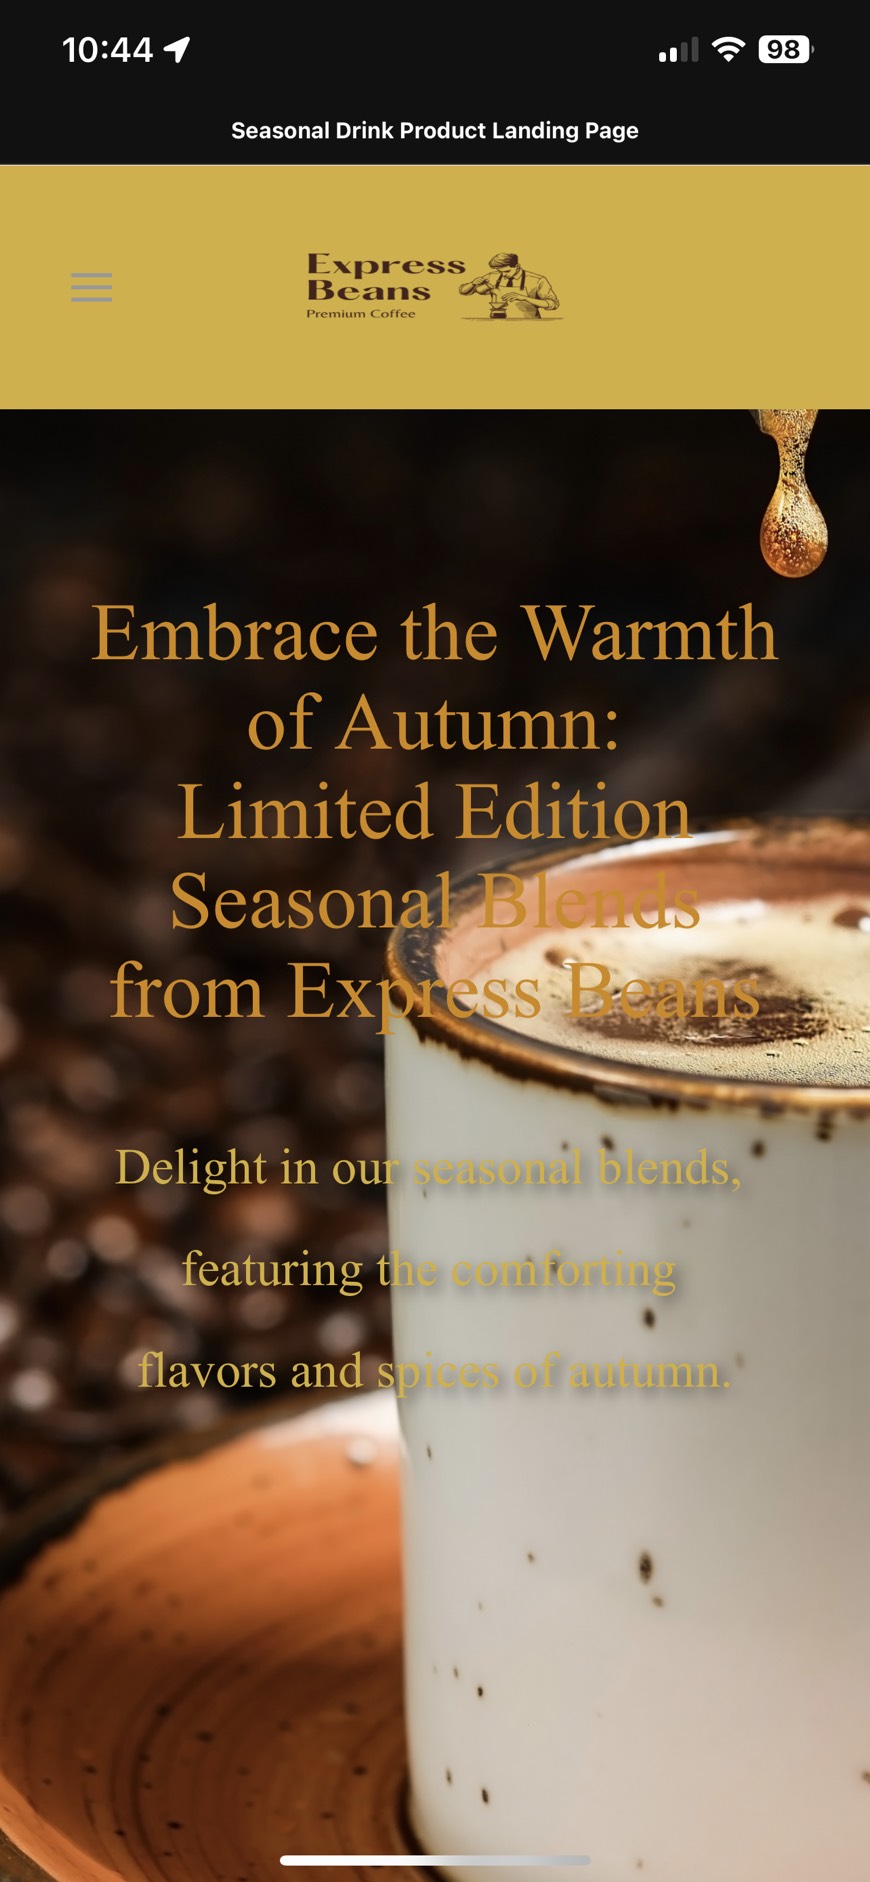 10:44
98
Seasonal Drink Product Landing Page
Express
Beans
Premium Coffee
Embrace the Warmth
of Autumn:
Limited Edition
Seasonal Blends
from Express Beans
Delight in our seasonal blends,
featuring the comforting
flavors and spices of autumn.